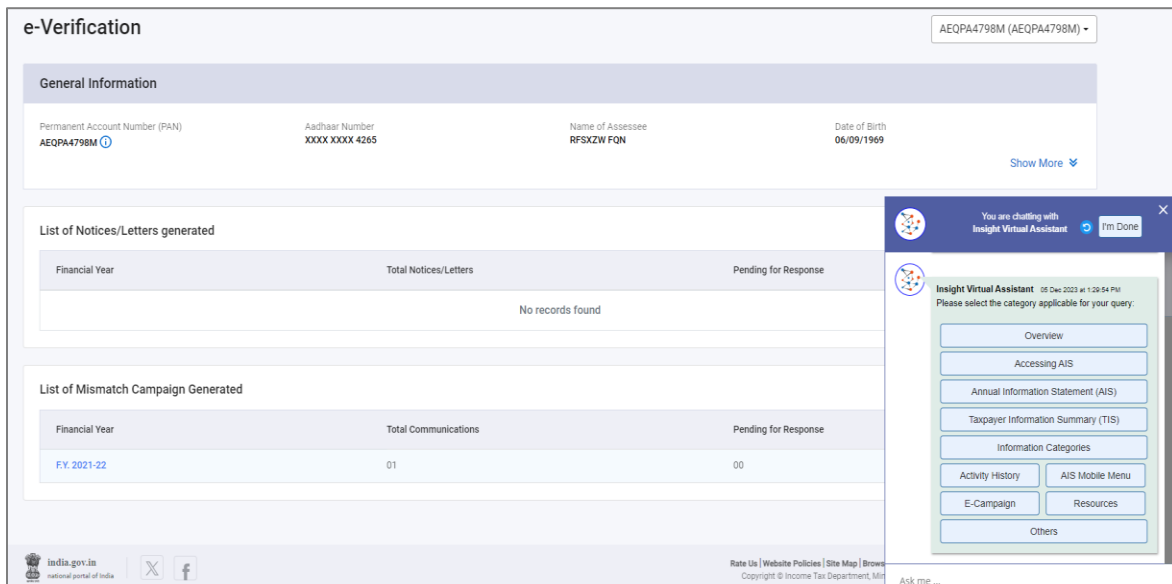 e-Verification
AEQPA4798M (AEQPA4798M)
General Information
Permanent Account Number (PAN) Aadhaar Number Name of Assessee Date of Birth
AEQPA4798M XXXX XXXX 4265 RFSXZW FQN 06/09/1969
Show More
List of Notices/Letters generated
Financial Year Total Notices/Letters Pending for Response
No records found
List of Mismatch Campaign Generated
Financial Year Total Communications Pending for Response
F.Y. 2021-22 01 00
india.gov.in
national portal of India
Rate Us | Website Policies | Site Map | Brows
Copyright © Income Tax Department, Min
You are chatting with
Insight Virtual Assistant
I'm Done
Insight Virtual Assistant 05 Dec 2023 at 1:29:54 PM
Please select the category applicable for your query:
Overview
Accessing AIS
Annual Information Statement (AIS)
Taxpayer Information Summary (TIS)
Information Categories
Activity History AIS Mobile Menu
E-Campaign Resources
Others
Ask me ...